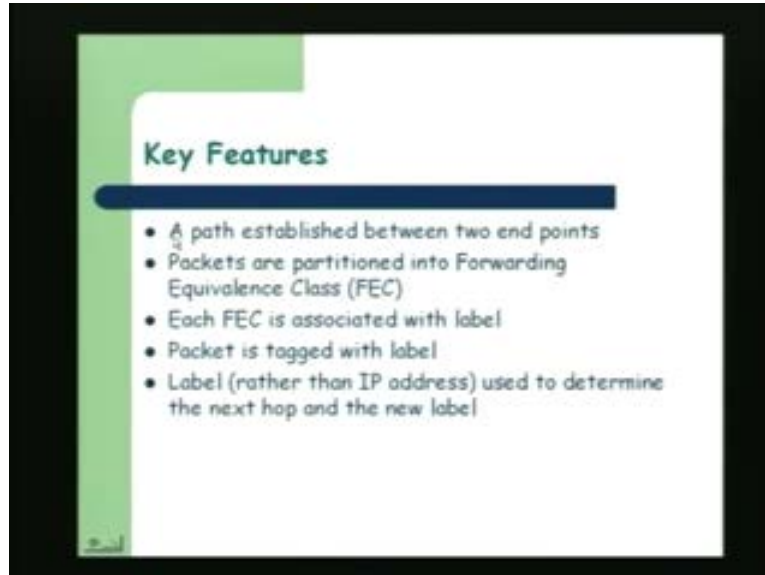 Key Features
• A path established between two end points
• Packets are partitioned into Forwarding
Equivalence Class (FEC)
• Each FEC is associated with label
• Packet is tagged with label
• Label (rather than IP address) used to determine
the next hop and the new label